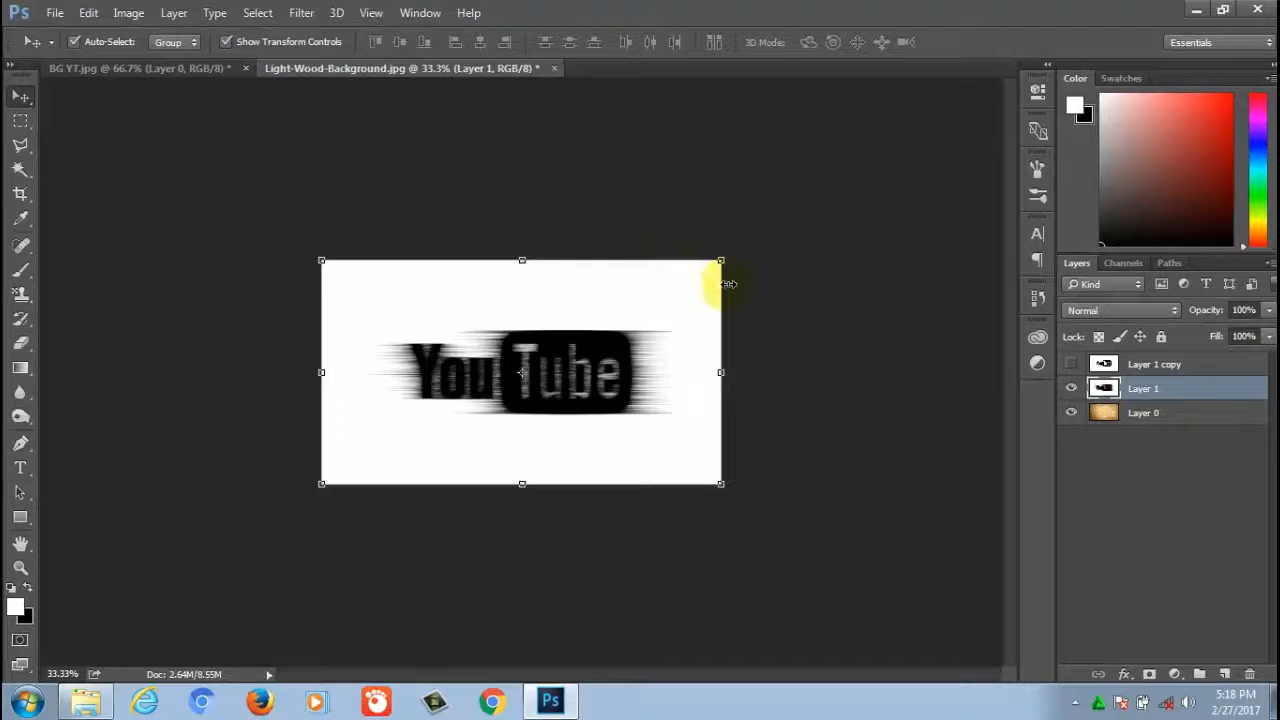 Ps File Edit Image Layer Type Select Filter 3D View Window Help
Auto-Select: Group Show Transform Controls 3D Mode: Essentials
BG YT.jpg @ 66.7% (Layer 0, RGB/8) * × Light-Wood-Background.jpg @ 33.3% (Layer 1, RGB/8) * ×
Color Swatches
Layers Channels Paths
Kind
Normal Opacity: 100%
Lock: Fill: 100%
Layer 1 copy
Layer 1
Layer 0
YouTube
33.33% Doc: 2.64M/8.55M
Ps
5:18 PM
2/27/2017